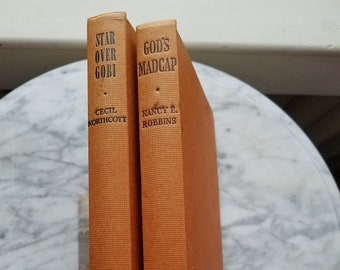 STAR
OVER
GOBI
CECIL
NORTHCOTT
GOD'S
MADCAP
NANCY E.
ROBBINS